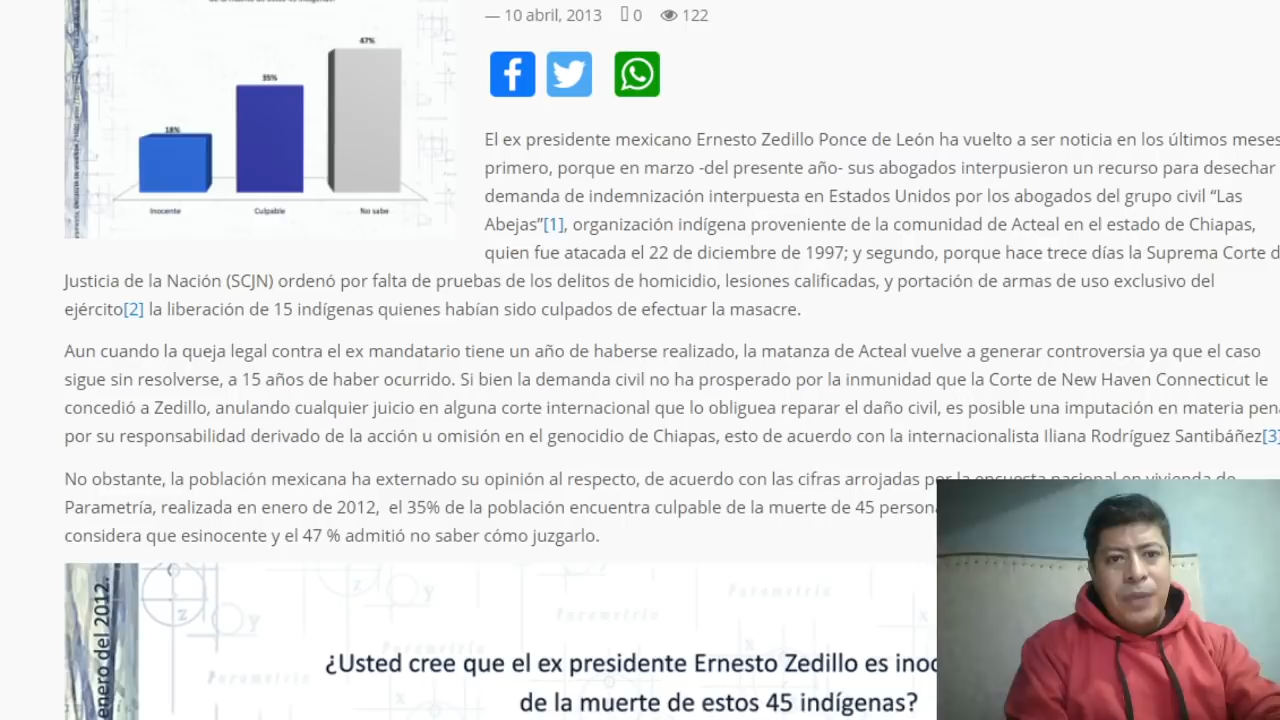 — 10 abril, 2013 0 122
47%
35%
18%
Inocente Culpable No sabe
El ex presidente mexicano Ernesto Zedillo Ponce de León ha vuelto a ser noticia en los últimos meses
primero, porque en marzo -del presente año- sus abogados interpusieron un recurso para desechar
demanda de indemnización interpuesta en Estados Unidos por los abogados del grupo civil “Las
Abejas”[1], organización indígena proveniente de la comunidad de Acteal en el estado de Chiapas,
quien fue atacada el 22 de diciembre de 1997; y segundo, porque hace trece días la Suprema Corte d
Justicia de la Nación (SCJN) ordenó por falta de pruebas de los delitos de homicidio, lesiones calificadas, y portación de armas de uso exclusivo del
ejército[2] la liberación de 15 indígenas quienes habían sido culpados de efectuar la masacre.
Aun cuando la queja legal contra el ex mandatario tiene un año de haberse realizado, la matanza de Acteal vuelve a generar controversia ya que el caso
sigue sin resolverse, a 15 años de haber ocurrido. Si bien la demanda civil no ha prosperado por la inmunidad que la Corte de New Haven Connecticut le
concedió a Zedillo, anulando cualquier juicio en alguna corte internacional que lo obliguea reparar el daño civil, es posible una imputación en materia pen
por su responsabilidad derivado de la acción u omisión en el genocidio de Chiapas, esto de acuerdo con la internacionalista Iliana Rodríguez Santibáñez[3]
No obstante, la población mexicana ha externado su opinión al respecto, de acuerdo con las cifras arrojadas por la encuesta nacional en vivienda de
Parametría, realizada en enero de 2012, el 35% de la población encuentra culpable de la muerte de 45 person
considera que esinocente y el 47 % admitió no saber cómo juzgarlo.
enero del 2012.
Parametría
Parametría
Parametría
Parametría
¿Usted cree que el ex presidente Ernesto Zedillo es inoc
de la muerte de estos 45 indígenas?